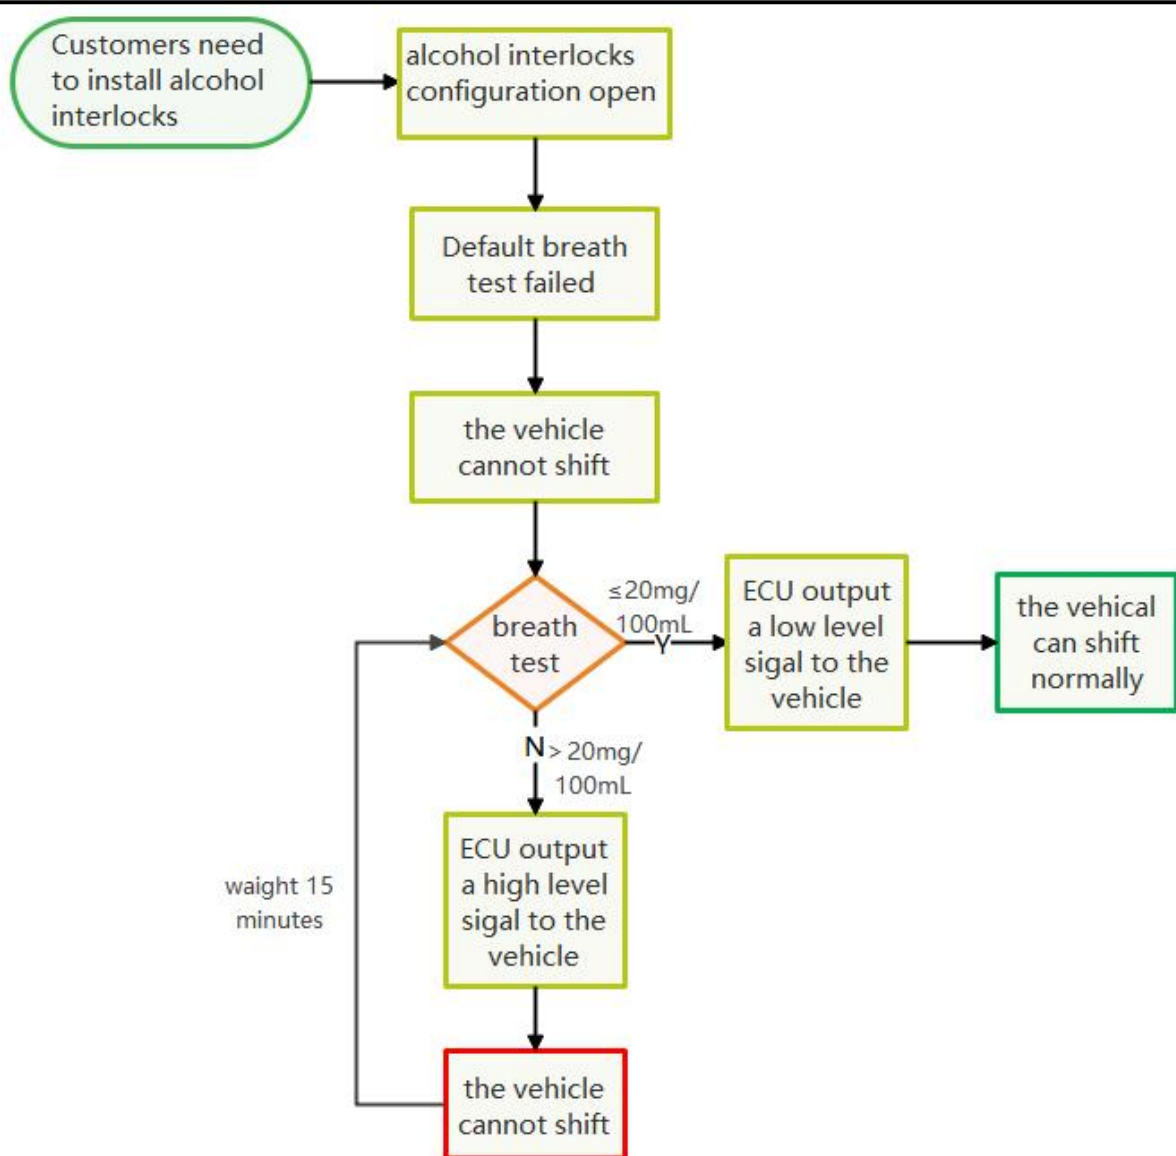 Customers need
to install alcohol
interlocks
alcohol interlocks
configuration open
Default breath
test failed
the vehicle
cannot shift
breath
test
≤20mg/
100mL
Y
ECU output
a low level
sigal to the
vehicle
the vehical
can shift
normally
N
> 20mg/
100mL
ECU output
a high level
sigal to the
vehicle
waight 15
minutes
the vehicle
cannot shift